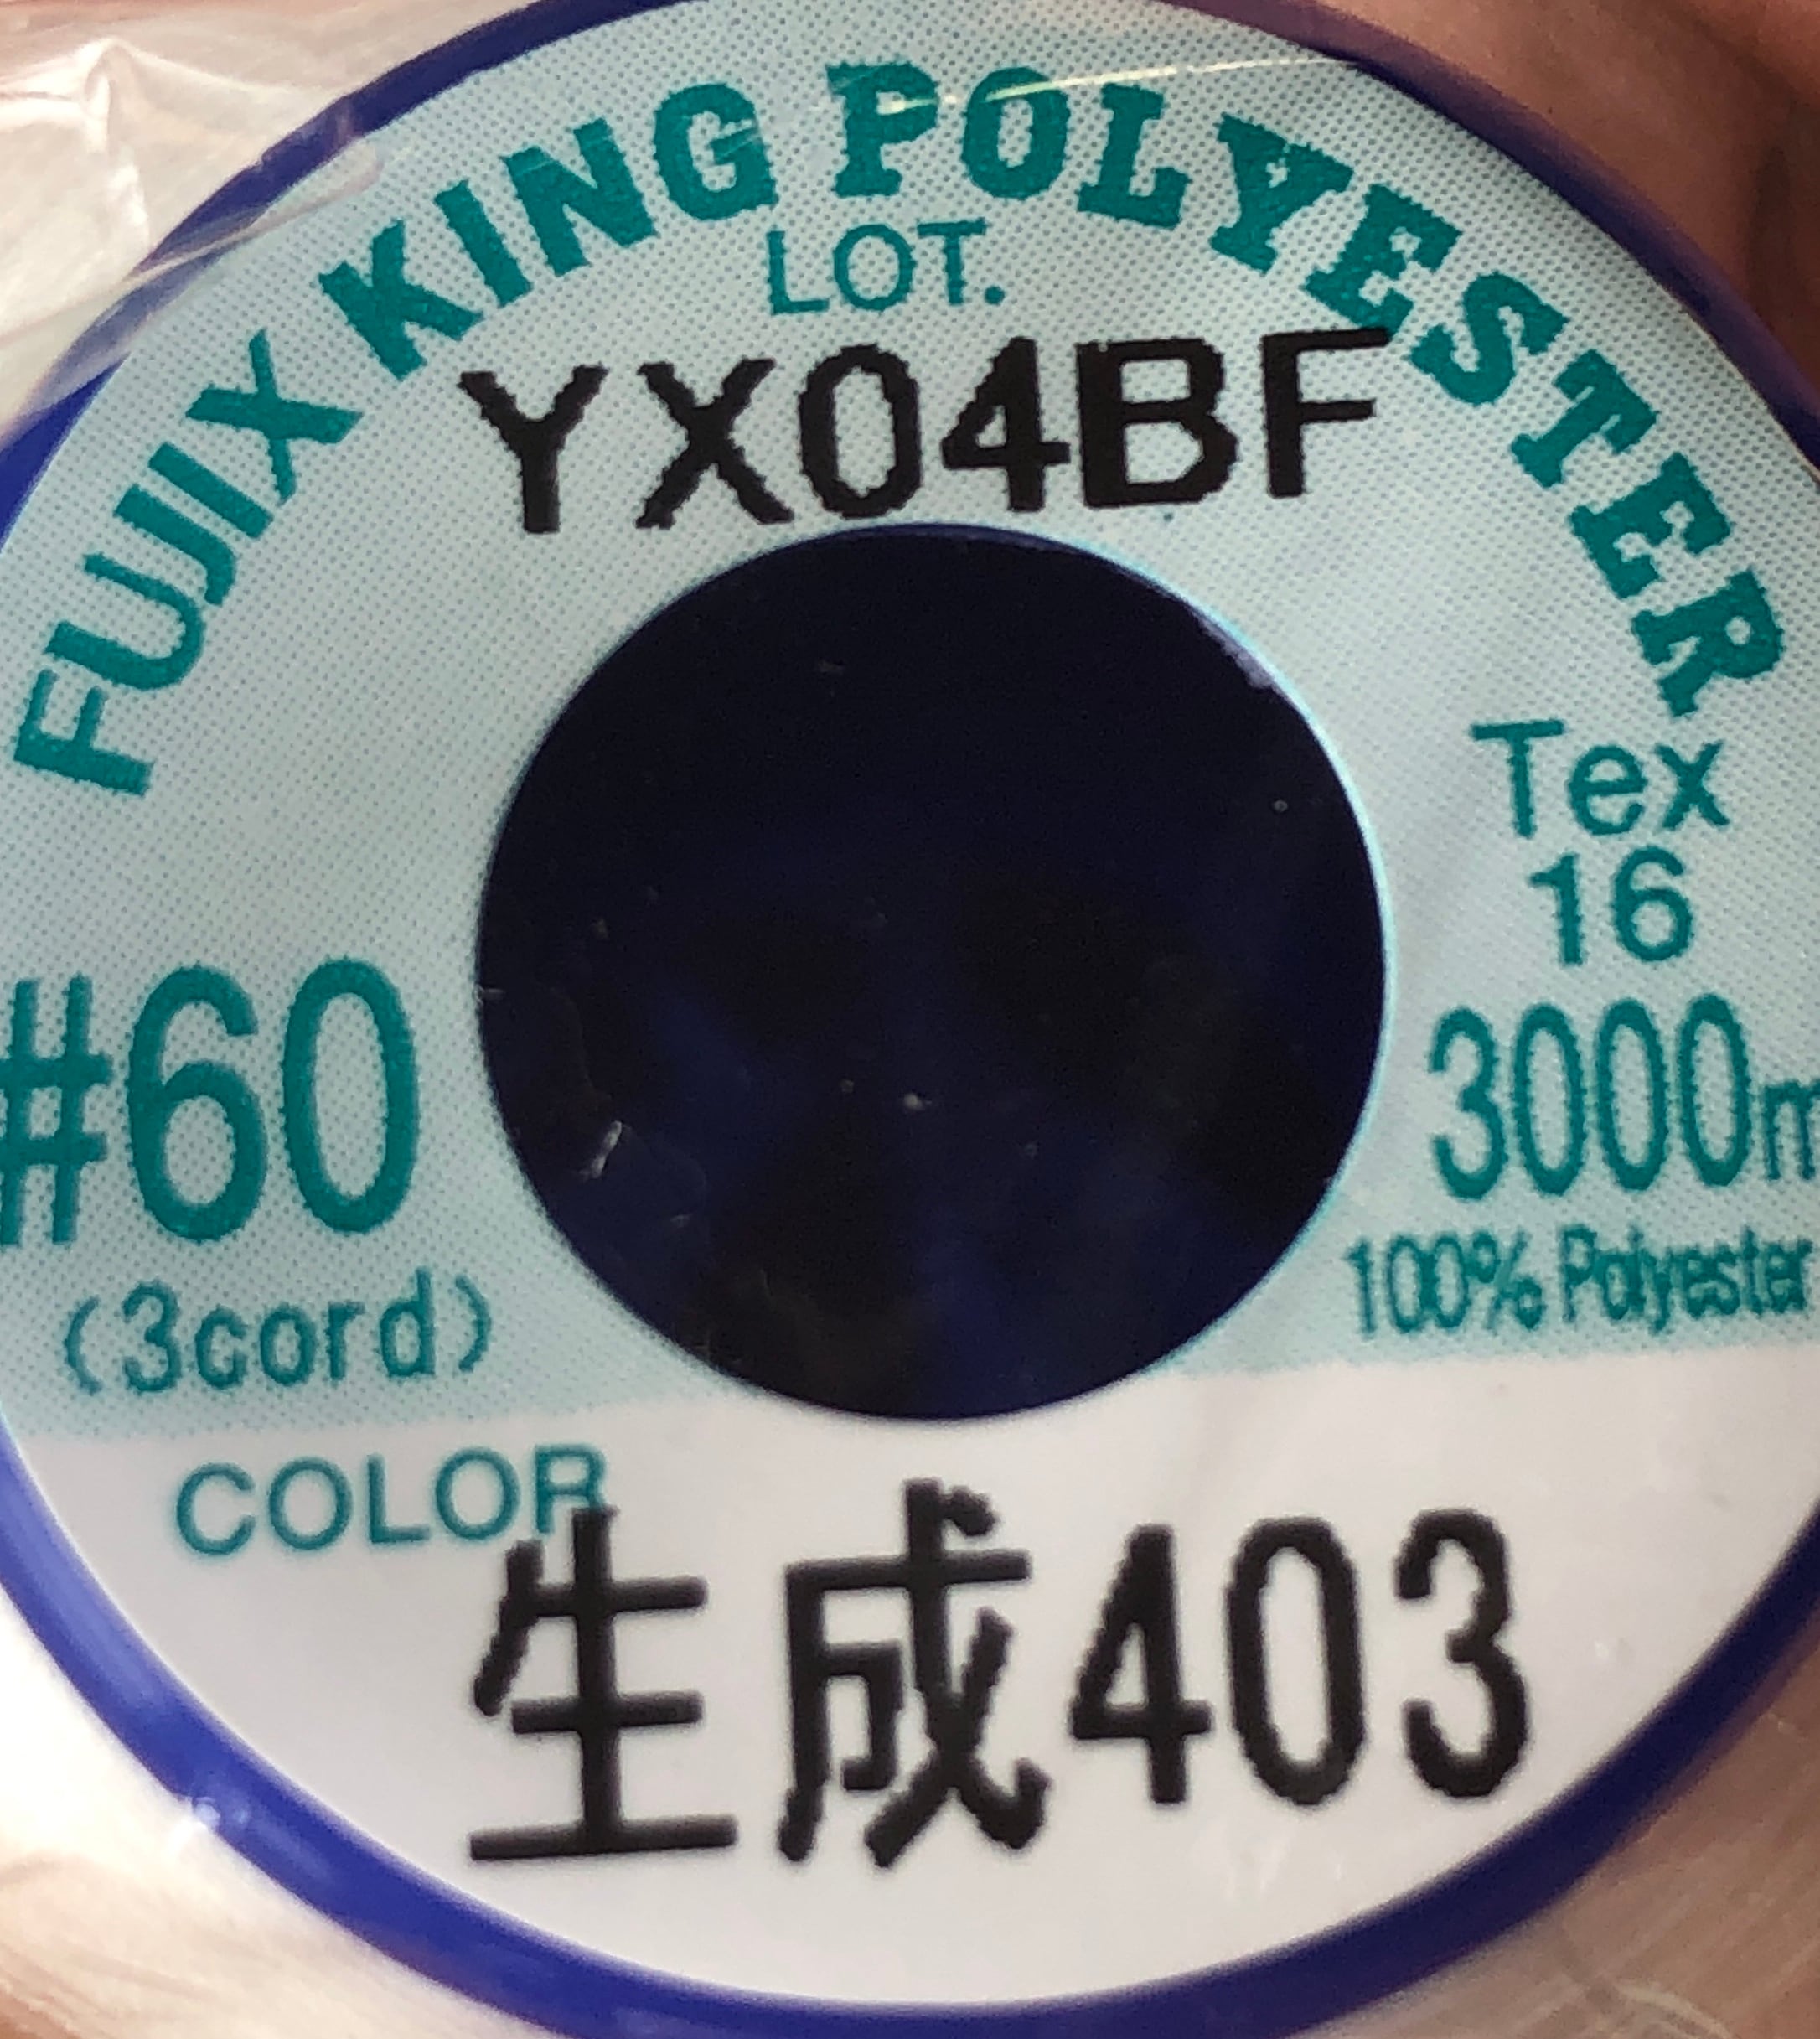 FUJIX KING POLYESTER
LOT.
YX04BF
Tex
16
#60
3000m
(3cord)
100% Polyester
COLOR
生成403